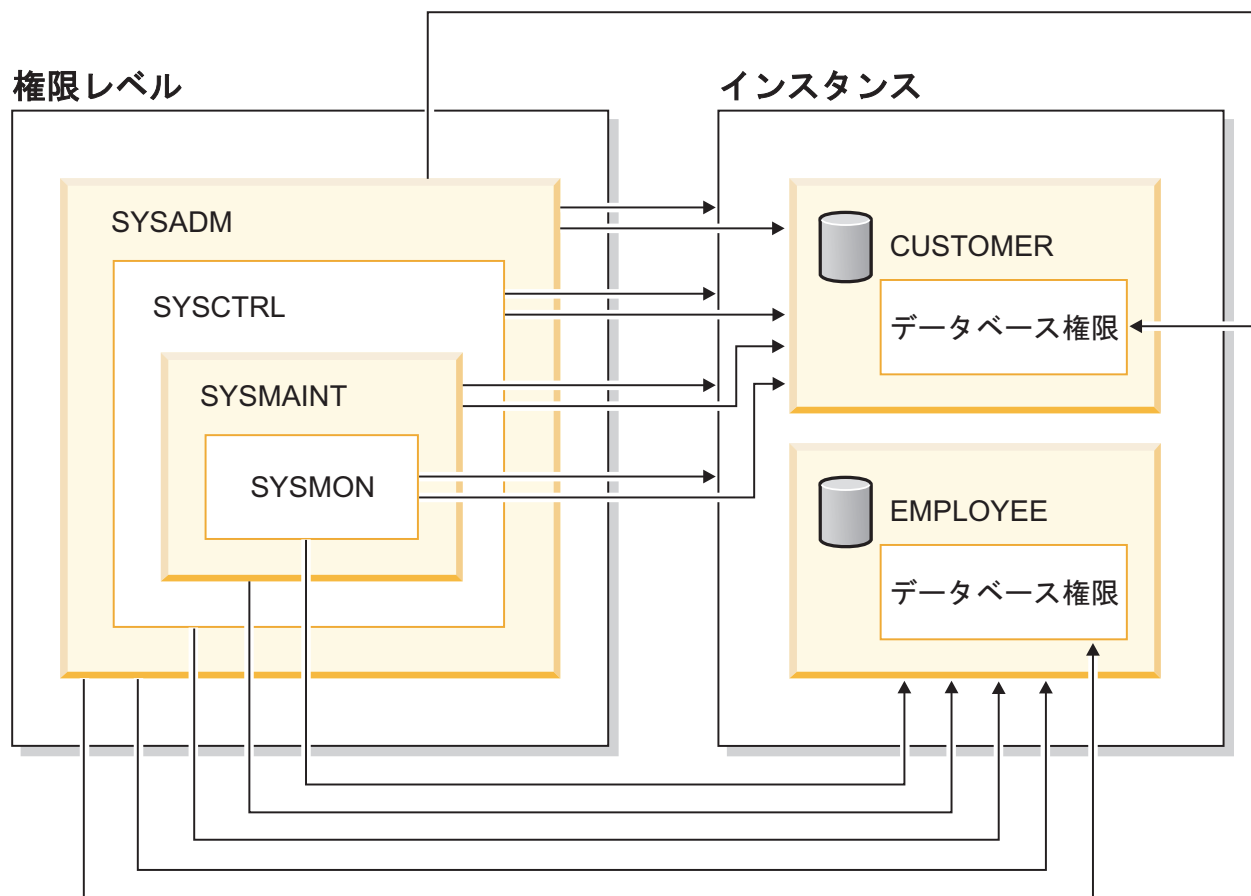 権限レベル
SYSADM
SYSCTRL
SYSMAINT
SYSMON
インスタンス
CUSTOMER
データベース権限
EMPLOYEE
データベース権限